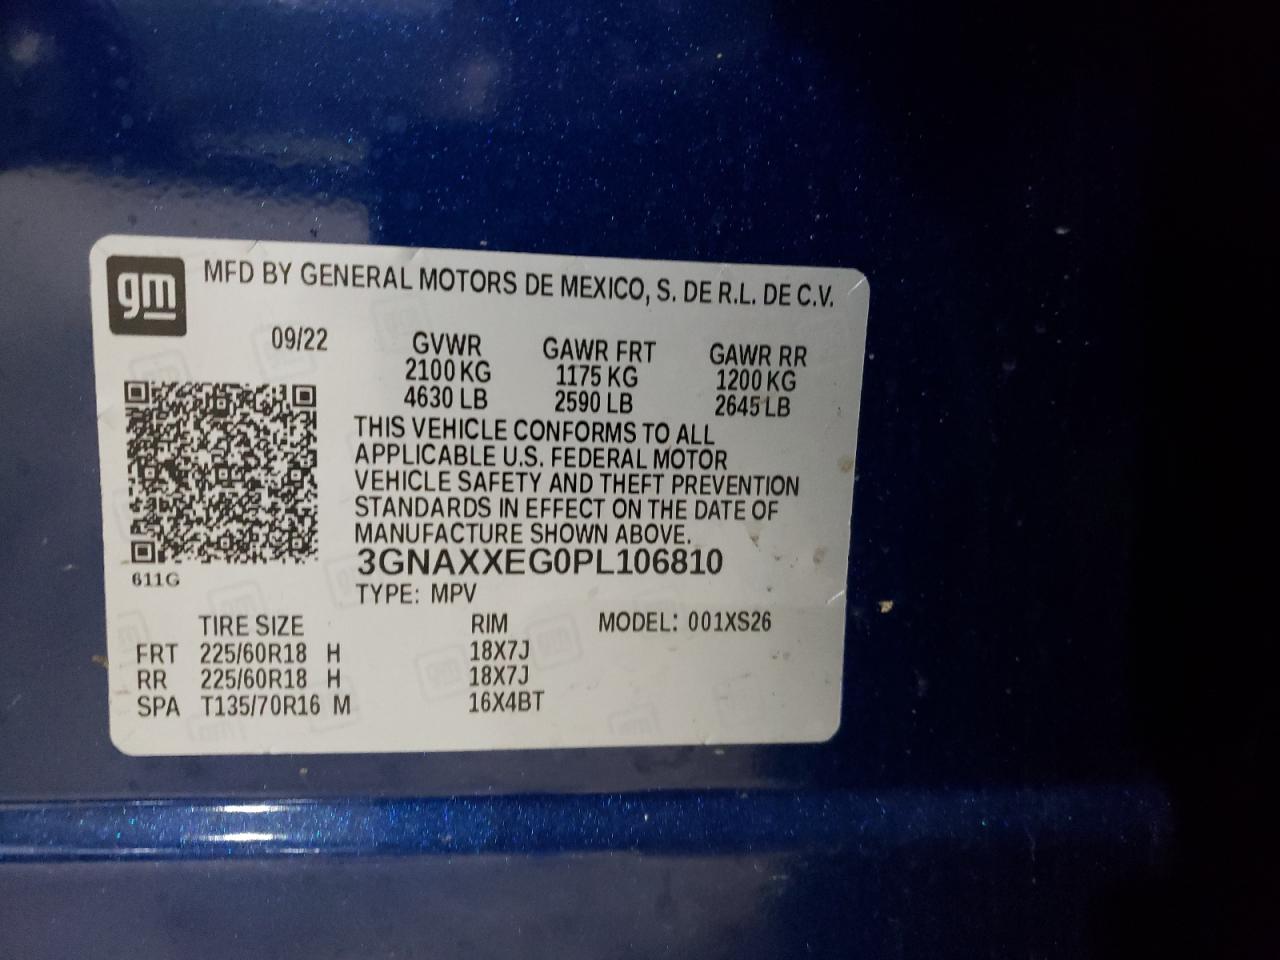 gm
MFD BY GENERAL MOTORS DE MEXICO, S. DE R.L. DE C.V.
09/22
GVWR GAWR FRT GAWR RR
2100 KG 1175 KG 1200 KG
4630 LB 2590 LB 2645 LB
THIS VEHICLE CONFORMS TO ALL
APPLICABLE U.S. FEDERAL MOTOR
VEHICLE SAFETY AND THEFT PREVENTION
STANDARDS IN EFFECT ON THE DATE OF
MANUFACTURE SHOWN ABOVE.
3GNAXXEG0PL106810
611G
TYPE: MPV
TIRE SIZE RIM MODEL: 001XS26
FRT 225/60R18 H 18X7J
RR 225/60R18 H 18X7J
SPA T135/70R16 M 16X4BT